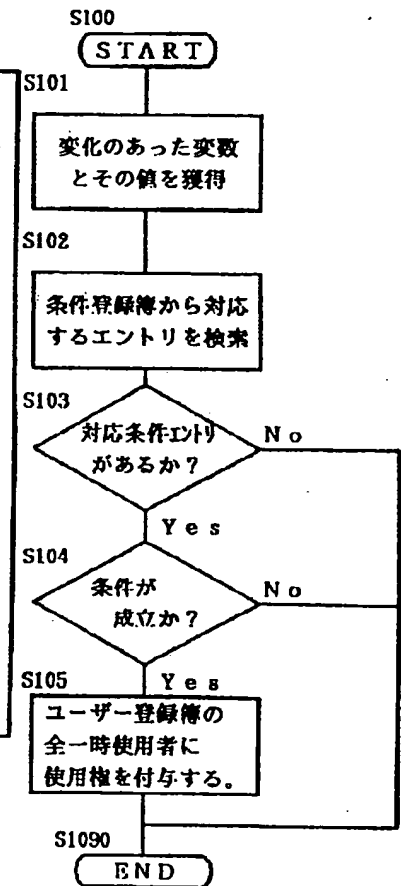 S100
START
S101
変化のあった変数
とその値を獲得
S102
条件登録簿から対応
するエントリを検索
S103
対応条件エントリ
があるか?
No
Yes
S104
条件が
成立か?
No
Yes
S105
ユーザー登録簿の
全一時使用者に
使用権を付与する。
S1090
END